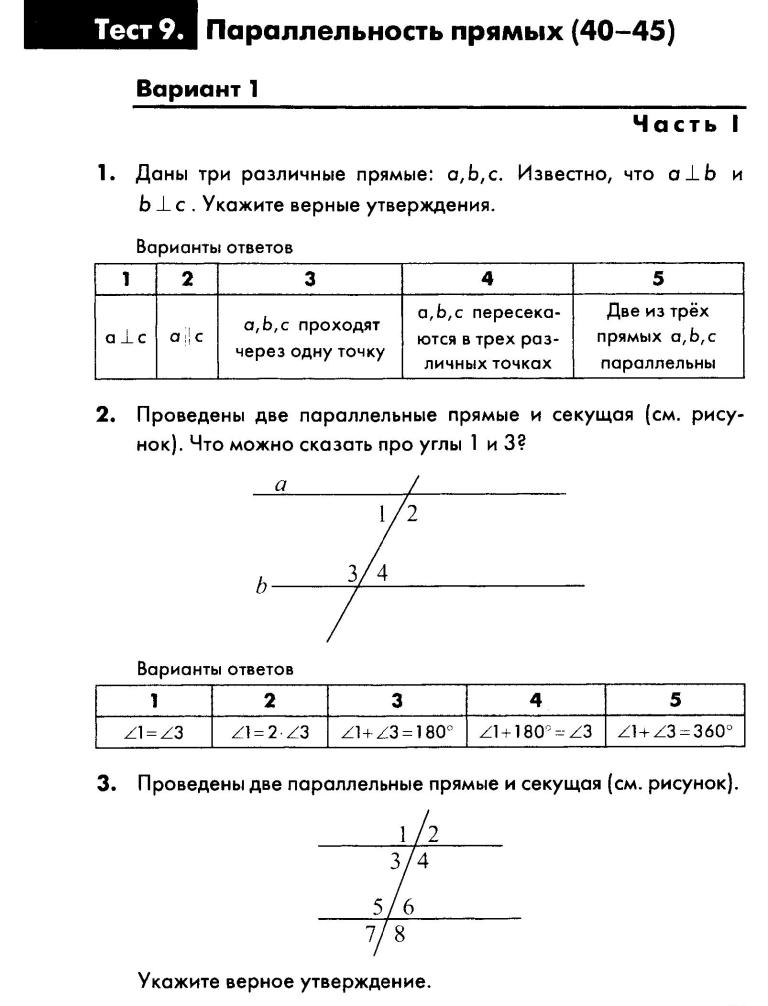 Тест 9. Параллельность прямых (40–45)
Вариант 1
Часть I
1. Даны три различные прямые: a,b,c. Известно, что a⊥b и
b⊥c. Укажите верные утверждения.
Варианты ответов
1 2 3 4 5
a⊥c
a||c
a,b,c проходят
через одну точку
a,b,c пересека-
ются в трех раз-
личных точках
Две из трёх
прямых a,b,c
параллельны
2. Проведены две параллельные прямые и секущая (см. рису-
нок). Что можно сказать про углы 1 и 3?
a
1 2
3 4
b
Варианты ответов
1 2 3 4 5
∠1=∠3 ∠1=2·∠3 ∠1+∠3=180° ∠1+180°=∠3 ∠1+∠3=360°
3. Проведены две параллельные прямые и секущая (см. рисунок).
1 2
3 4
5 6
7 8
Укажите верное утверждение.